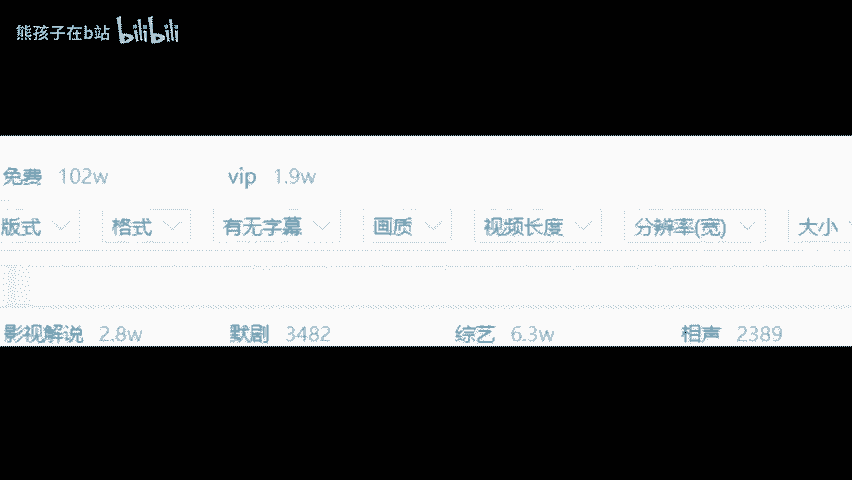 熊孩子在b站 bilibili
免费 102w vip 1.9w
版式 格式 有无字幕 画质 视频长度 分辨率(宽) 大小
影视解说 2.8w 默剧 3482 综艺 6.3w 相声 2389